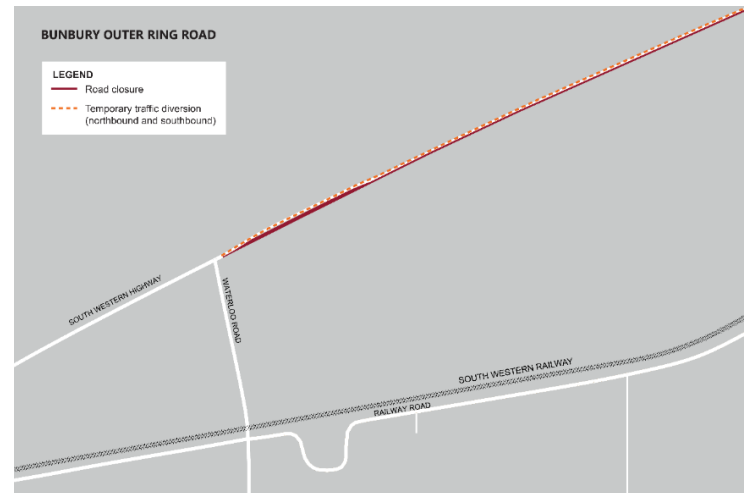 BUNBURY OUTER RING ROAD
LEGEND
Road closure
Temporary traffic diversion
(northbound and southbound)
SOUTH WESTERN HIGHWAY
WATERLOG ROAD
SOUTH WESTERN RAILWAY
RAILWAY ROAD